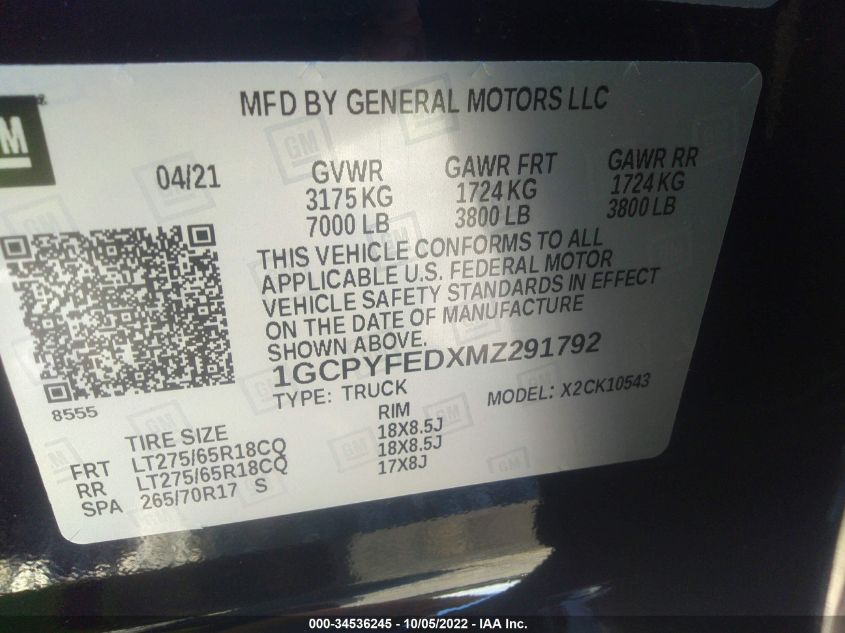 GM
MFD BY GENERAL MOTORS LLC
04/21
GVWR GAWR FRT GAWR RR
3175 KG 1724 KG 1724 KG
7000 LB 3800 LB 3800 LB
THIS VEHICLE CONFORMS TO ALL
APPLICABLE U.S. FEDERAL MOTOR
VEHICLE SAFETY STANDARDS IN EFFECT
ON THE DATE OF MANUFACTURE
SHOWN ABOVE.
1GCPYFEDXMZ291792
TYPE: TRUCK MODEL: X2CK10543
8555
TIRE SIZE RIM
FRT LT275/65R18CQ 18X8.5J
RR LT275/65R18CQ 18X8.5J
SPA 265/70R17 S 17X8J
000-34536245 - 10/05/2022 - IAA Inc.